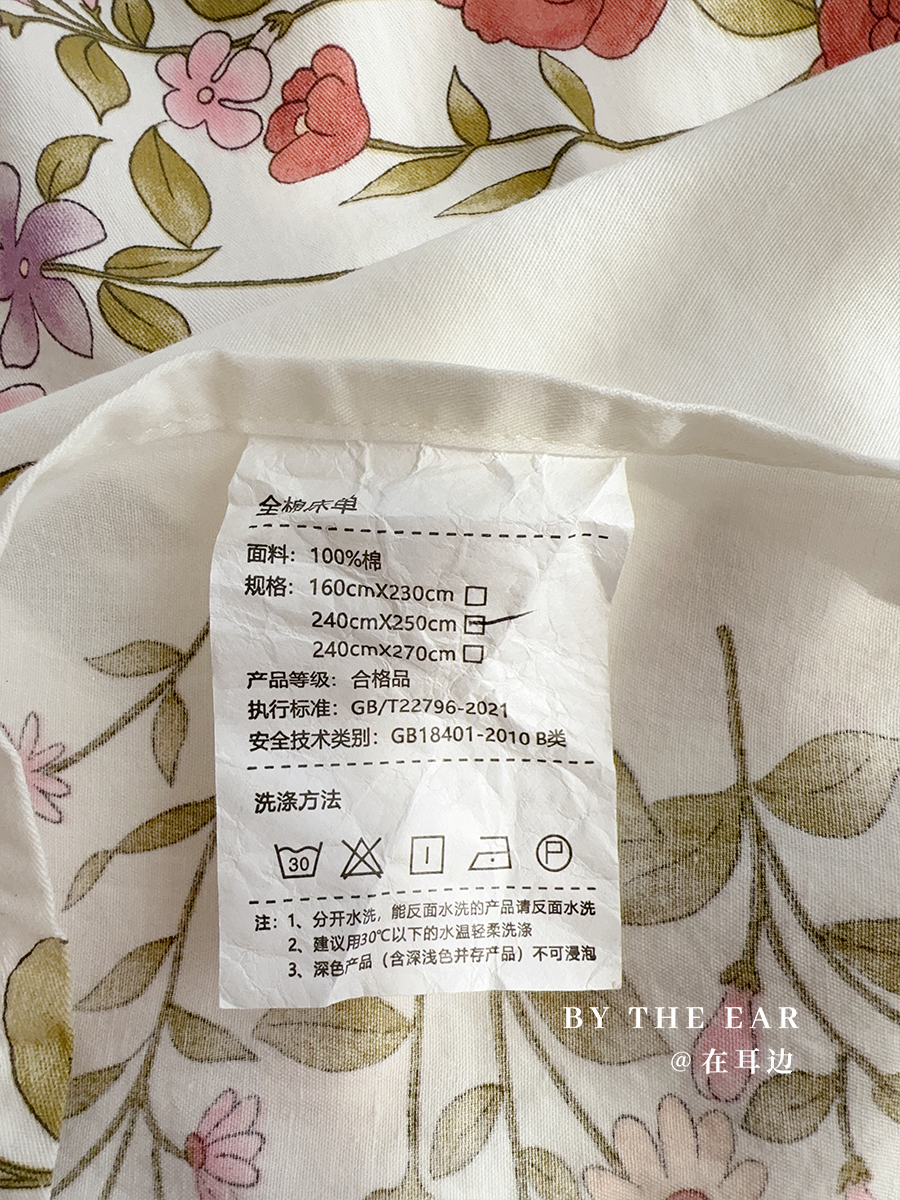 全棉床单
面料：100%棉
规格：160cmX230cm
240cmX250cm
240cmX270cm
产品等级：合格品
执行标准：GB/T22796-2021
安全技术类别：GB18401-2010 B类
洗涤方法
30 P
注：1、分开水洗，能反面水洗的产品请反面水洗
2、建议用30℃以下的水温轻柔洗涤
3、深色产品（含深浅色并存产品）不可浸泡
BY THE EAR
@在耳边